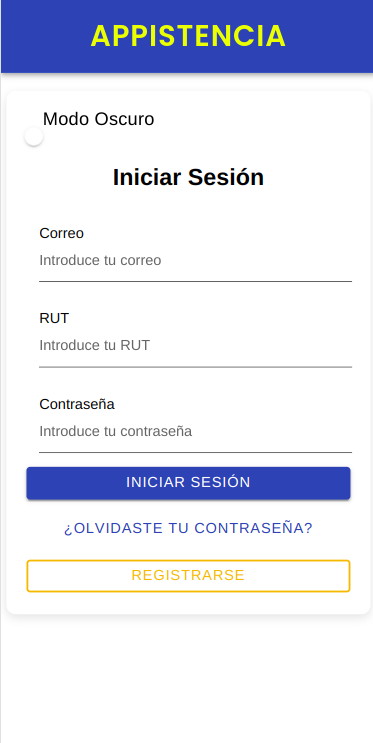 APPISTENCIA
Modo Oscuro
Iniciar Sesión
Correo
Introduce tu correo
RUT
Introduce tu RUT
Contraseña
Introduce tu contraseña
INICIAR SESIÓN
¿OLVIDASTE TU CONTRASEÑA?
REGISTRARSE